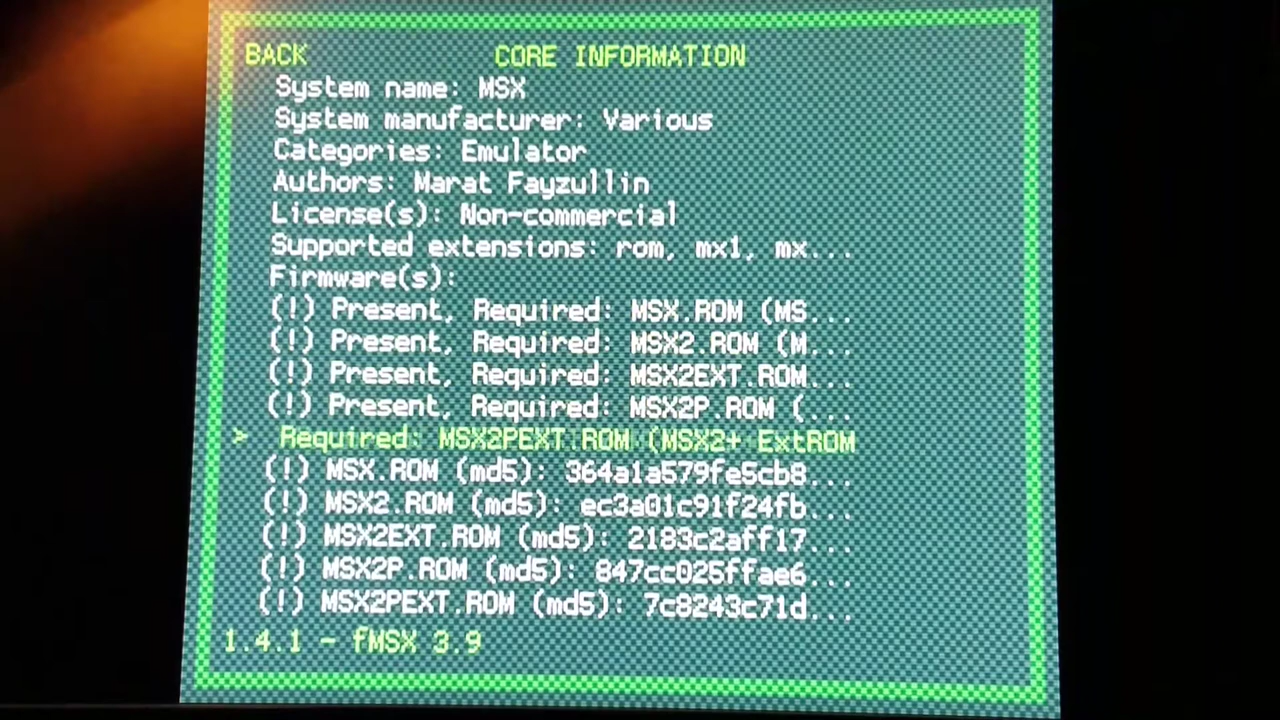 BACK CORE INFORMATION
System name: MSX
System manufacturer: Various
Categories: Emulator
Authors: Marat Fayzullin
License(s): Non-commercial
Supported extensions: rom, mx1, mx...
Firmware(s):
(!) Present, Required: MSX.ROM (MS...
(!) Present, Required: MSX2.ROM (M...
(!) Present, Required: MSX2EXT.ROM...
(!) Present, Required: MSX2P.ROM (...
> Required: MSX2PEXT.ROM (MSX2+ ExtROM
(!) MSX.ROM (md5): 364a1a579fe5cb8...
(!) MSX2.ROM (md5): ec3a01c91f24fb...
(!) MSX2EXT.ROM (md5): 2183c2aff17...
(!) MSX2P.ROM (md5): 847cc025ffae6...
(!) MSX2PEXT.ROM (md5): 7c8243c71d...
1.4.1 - fMSX 3.9